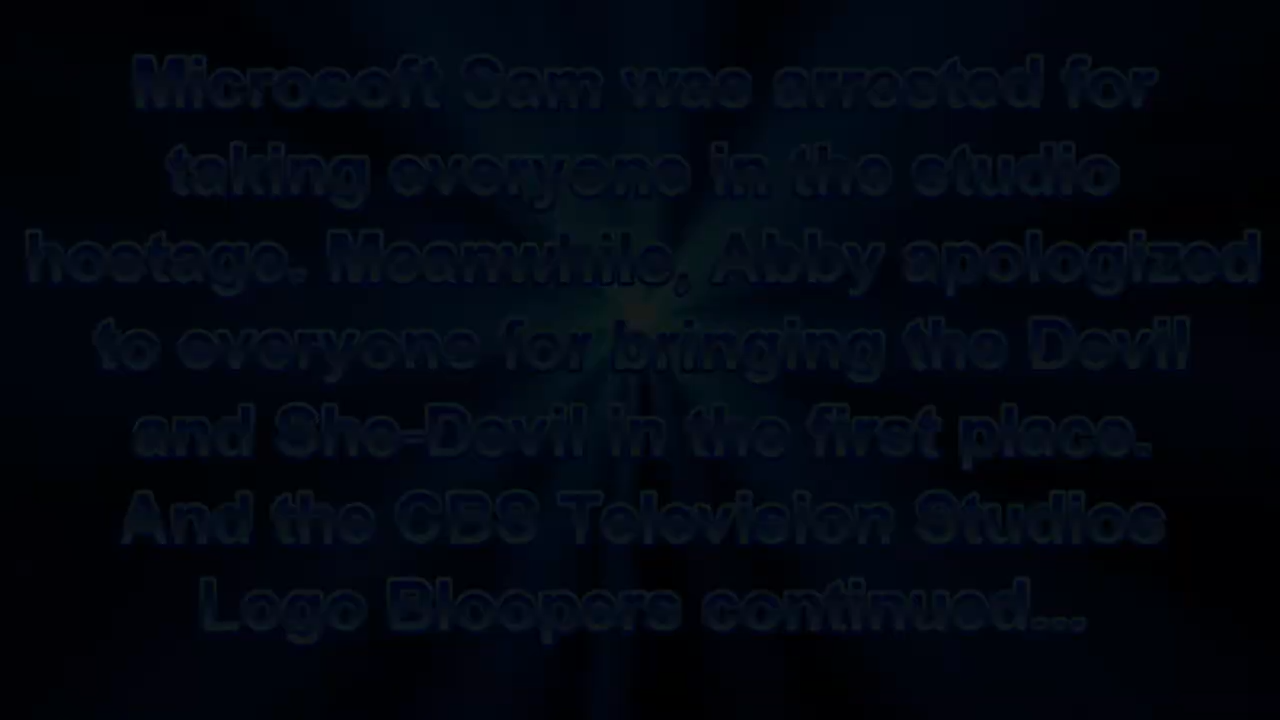 Microsoft Sam was arrested for
taking everyone in the studio
hostage. Meanwhile, Abby apologized
to everyone for bringing the Devil
and She-Devil in the first place.
And the CBS Television Studios
Logo Bloopers continued...